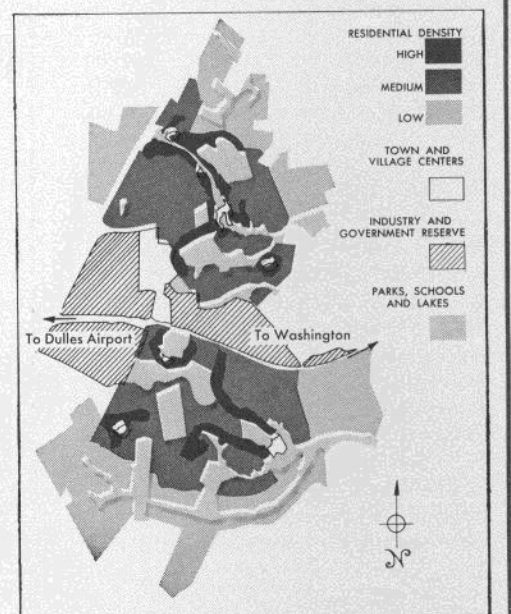 RESIDENTIAL DENSITY
HIGH
MEDIUM
LOW
TOWN AND
VILLAGE CENTERS
INDUSTRY AND
GOVERNMENT RESERVE
PARKS, SCHOOLS
AND LAKES
To Dulles Airport
To Washington
N